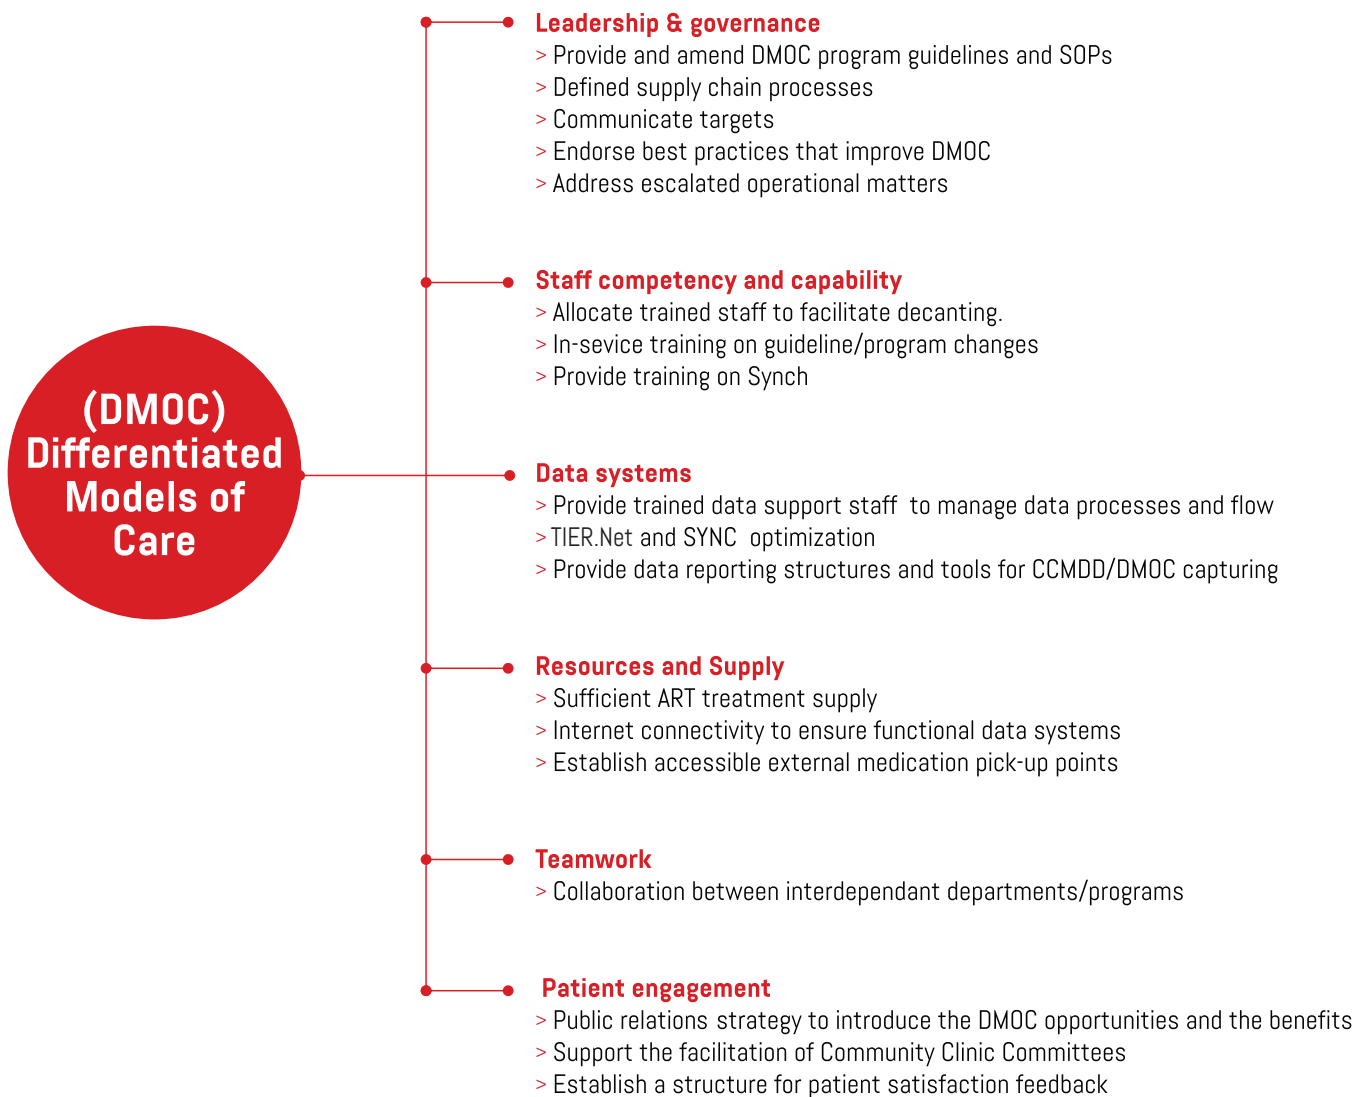 (DMOC)
Differentiated
Models of
Care
Leadership & governance
> Provide and amend DMOC program guidelines and SOPs
> Defined supply chain processes
> Communicate targets
> Endorse best practices that improve DMOC
> Address escalated operational matters
Staff competency and capability
> Allocate trained staff to facilitate decanting.
> In-sevice training on guideline/program changes
> Provide training on Synch
Data systems
> Provide trained data support staff to manage data processes and flow
> TIER.Net and SYNC optimization
> Provide data reporting structures and tools for CCMDD/DMOC capturing
Resources and Supply
> Sufficient ART treatment supply
> Internet connectivity to ensure functional data systems
> Establish accessible external medication pick-up points
Teamwork
> Collaboration between interdependant departments/programs
Patient engagement
> Public relations strategy to introduce the DMOC opportunities and the benefits
> Support the facilitation of Community Clinic Committees
> Establish a structure for patient satisfaction feedback